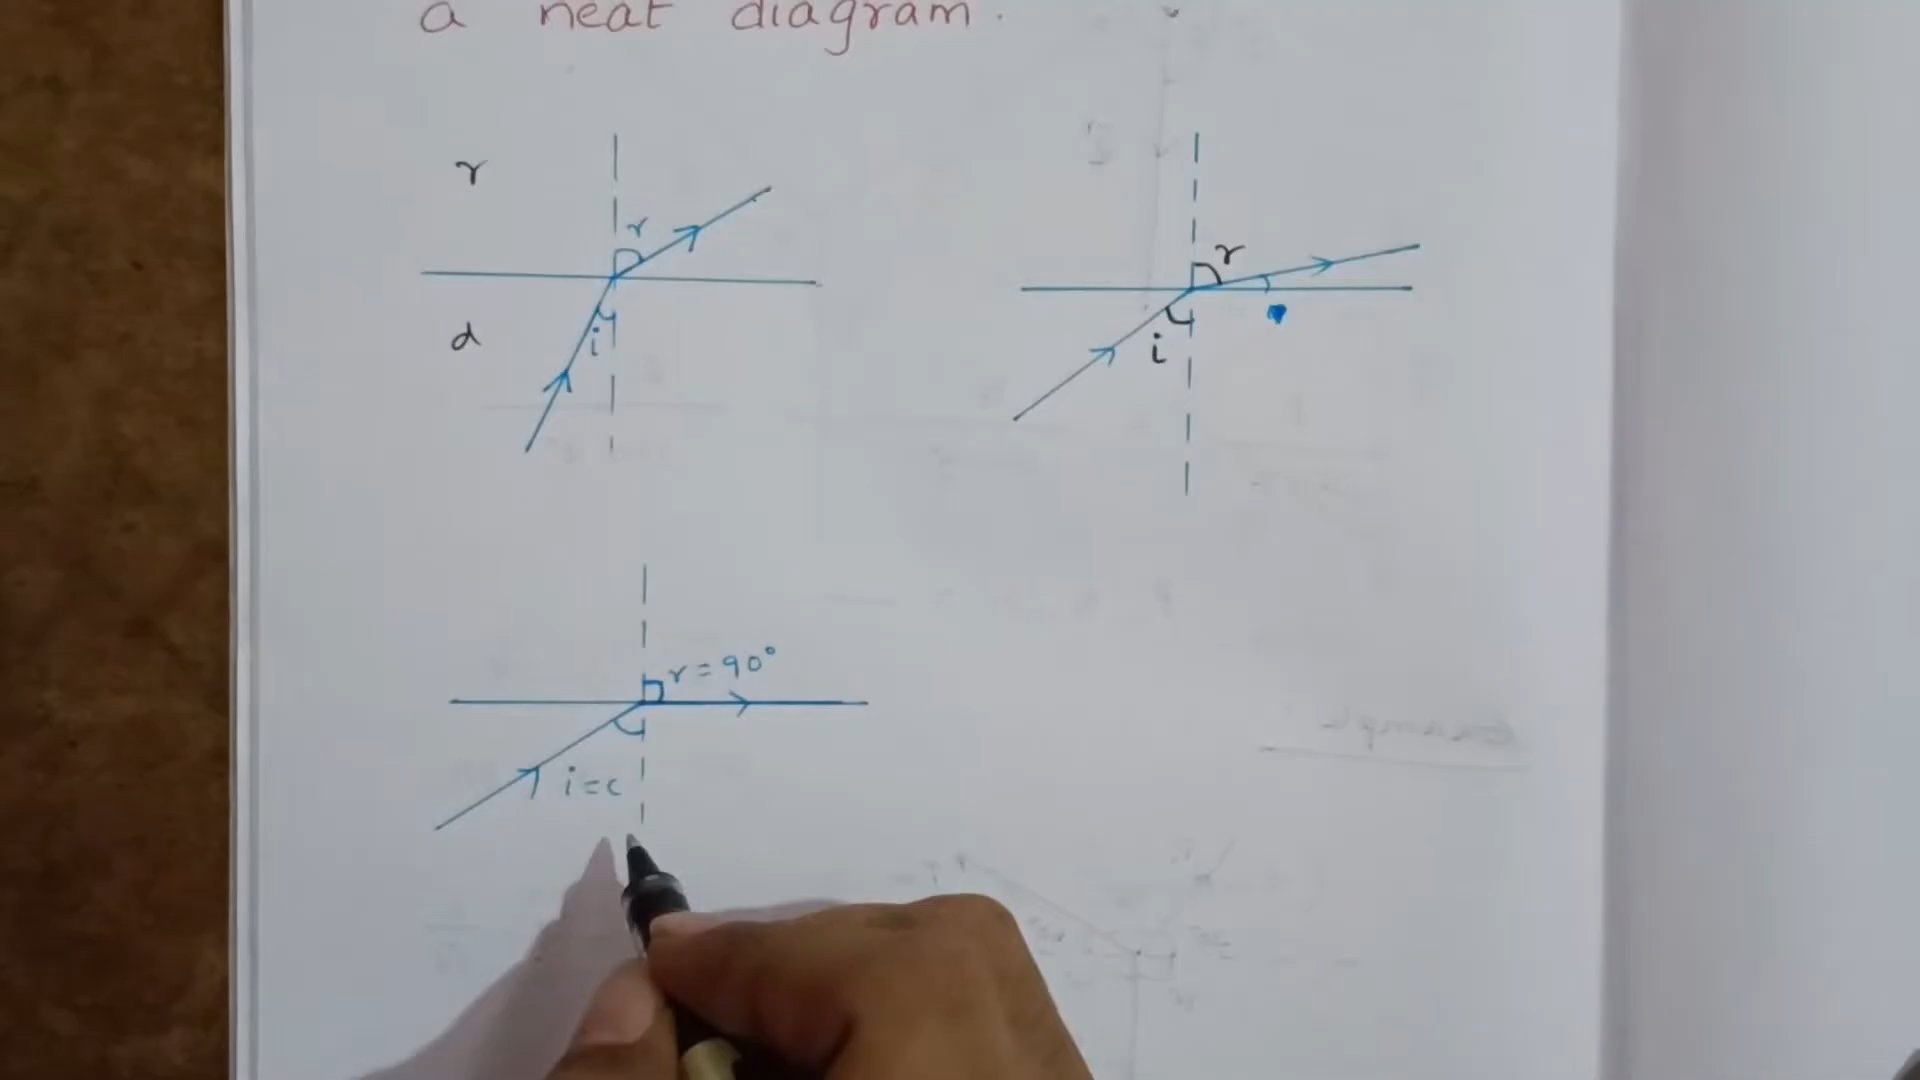 a neat diagram.
r
r
r
d
i
i
r = 90°
i = c